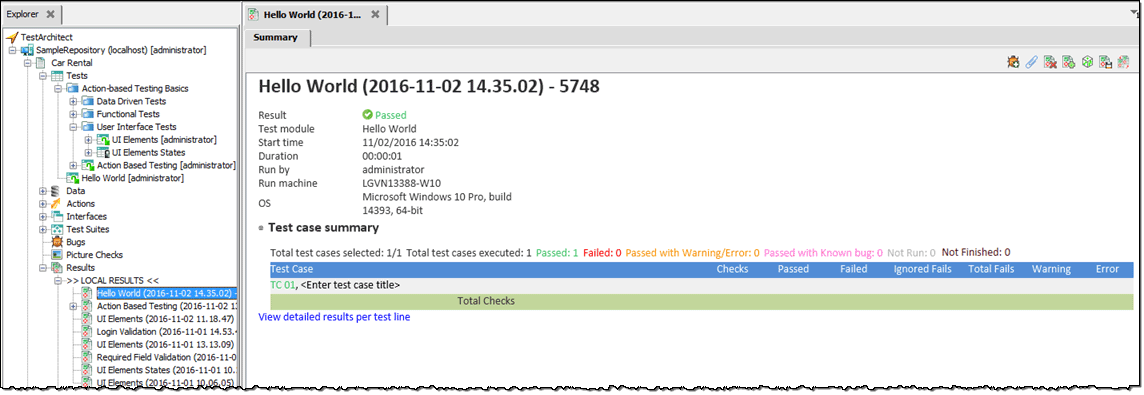 Explorer
TestArchitect
SampleRepository (localhost) [administrator]
Car Rental
Tests
Action-based Testing Basics
Data Driven Tests
Functional Tests
User Interface Tests
UI Elements [administrator]
UI Elements States
Action Based Testing [administrator]
Hello World [administrator]
Data
Actions
Interfaces
Test Suites
Bugs
Picture Checks
Results
>> LOCAL RESULTS <<
Hello World (2016-11-02 14.35.02) -
Action Based Testing (2016-11-02 1
UI Elements (2016-11-02 11.18.47)
Login Validation (2016-11-01 14.53.
UI Elements (2016-11-01 13.13.09)
Required Field Validation (2016-11-0
UI Elements States (2016-11-01 10.
UI Elements (2016-11-01 10.06.05)
Hello World (2016-1...
Summary
Hello World (2016-11-02 14.35.02) - 5748
Result Passed
Test module Hello World
Start time 11/02/2016 14:35:02
Duration 00:00:01
Run by administrator
Run machine LGVN13388-W10
OS Microsoft Windows 10 Pro, build
14393, 64-bit
Test case summary
Total test cases selected: 1/1 Total test cases executed: 1 Passed: 1 Failed: 0 Passed with Warning/Error: 0 Passed with Known bug: 0 Not Run: 0 Not Finished: 0
Test Case Checks Passed Failed Ignored Fails Total Fails Warning Error
TC 01, <Enter test case title>
Total Checks
View detailed results per test line